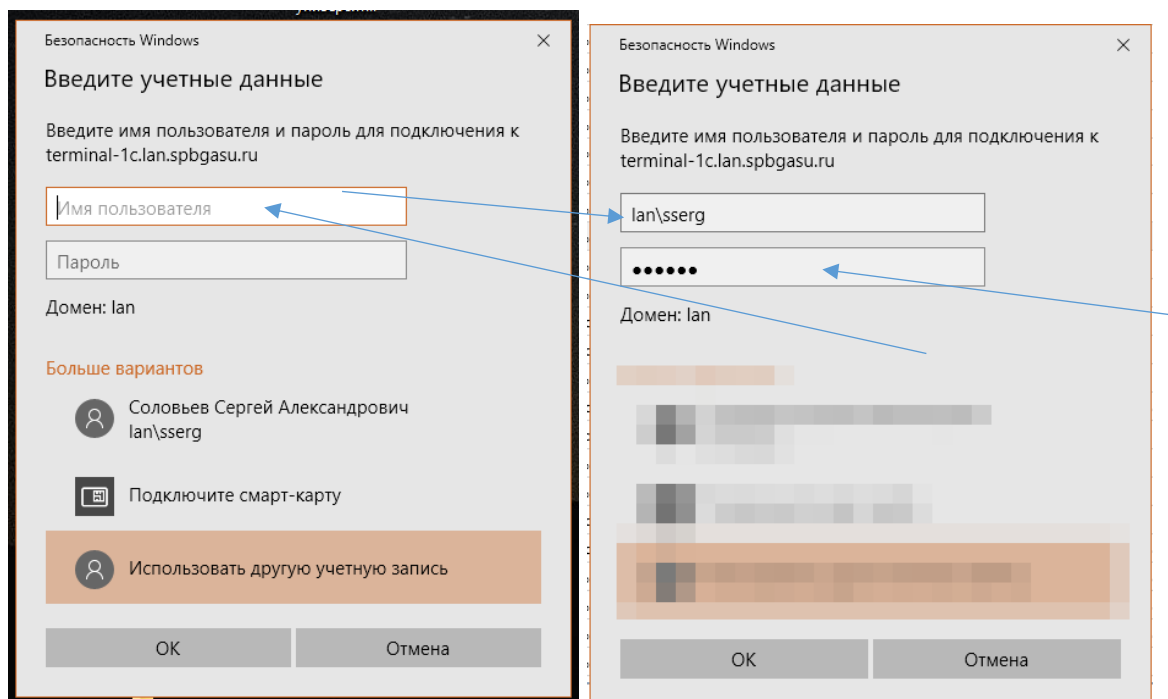 Безопасность Windows
Введите учетные данные
Введите имя пользователя и пароль для подключения к
terminal-1c.lan.spbgasu.ru
Имя пользователя
Пароль
Домен: lan
Больше вариантов
Соловьев Сергей Александрович
lan\sserg
Подключите смарт-карту
Использовать другую учетную запись
ОК
Отмена
Безопасность Windows
Введите учетные данные
Введите имя пользователя и пароль для подключения к
terminal-1c.lan.spbgasu.ru
lan\sserg
••••••
Домен: lan
ОК
Отмена